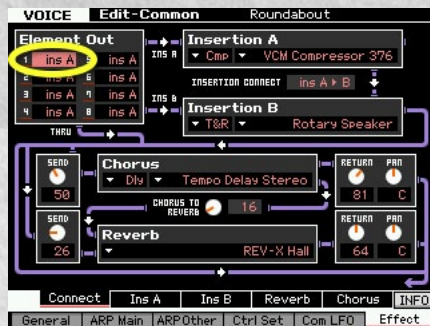 VOICE Edit-Common Roundabout
Element Out
1 ins A 5 ins A
2 ins A 6 ins A
3 ins A 7 ins A
4 ins A 8 ins A
THRU
INS A
INS B
Insertion A
Cmp VCM Compressor 376
INSERTION CONNECT ins A ▸ B
Insertion B
T&R Rotary Speaker
SEND
50
Chorus
Dly Tempo Delay Stereo
RETURN PAN
81 C
CHORUS TO REVERB 16
SEND
26
Reverb
REV-X Hall
RETURN PAN
64 C
Connect Ins A Ins B Reverb Chorus INFO
General ARP Main ARP Other Ctrl Set Com LFO Effect